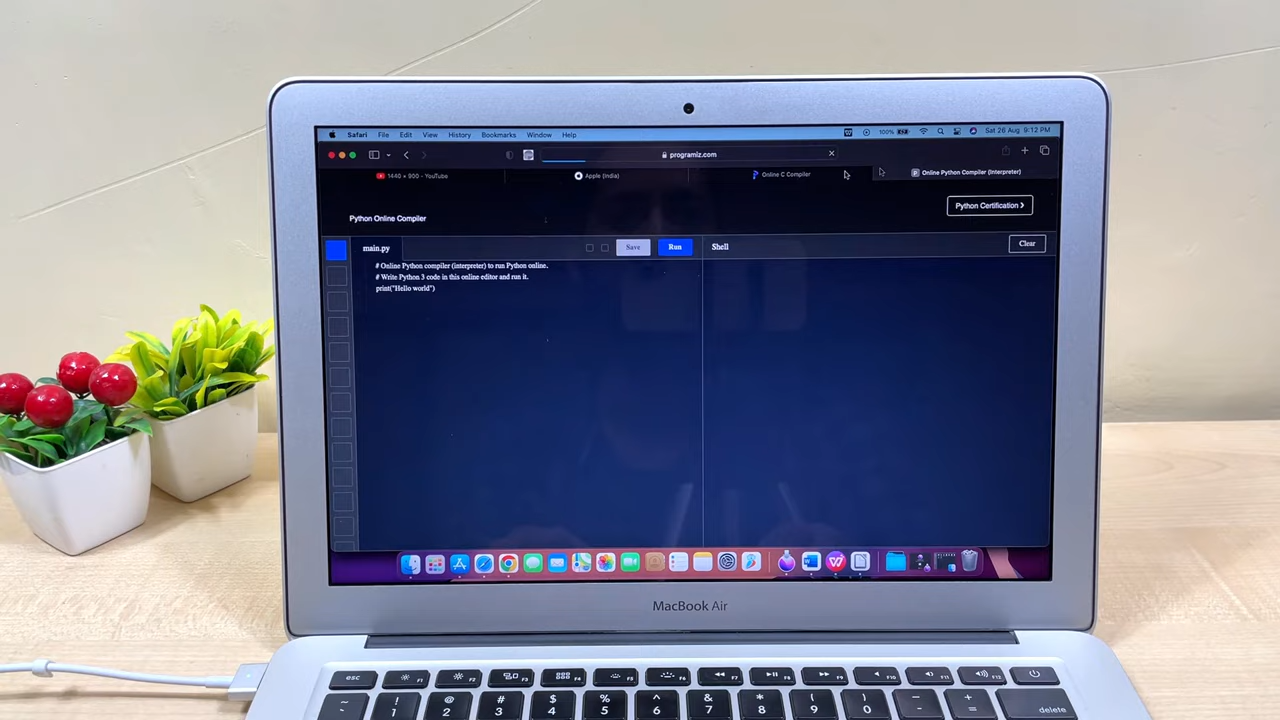 Safari File Edit View History Bookmarks Window Help 100% Sat 26 Aug 9:12 PM
programiz.com
1440 × 900 - YouTube Apple (India) Online C Compiler Online Python Compiler (Interpreter)
Python Online Compiler Python Certification >
main.py Save Run Shell Clear
# Online Python compiler (interpreter) to run Python online.
# Write Python 3 code in this online editor and run it.
print("Hello world")
MacBook Air
esc F1 F2 F3 F4 F5 F6 F7 F8 F9 F10 F11 F12
~ ! @ # $ % ^ & * ( ) – +
1 2 3 4 5 6 7 8 9 0 - = delete